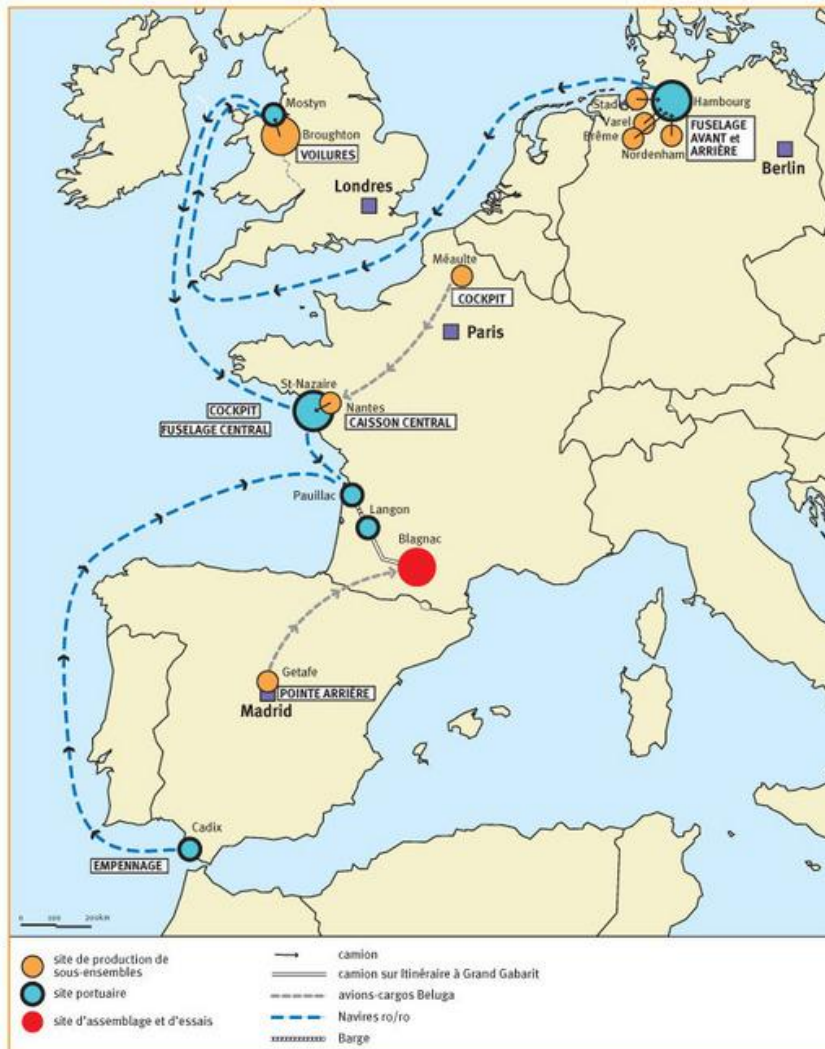 Mostyn
Broughton
VOILURES
Londres
Stade
Hambourg
Varel
Brême
Nordenham
FUSELAGE
AVANT et
ARRIÈRE
Berlin
Méaulte
COCKPIT
Paris
St-Nazaire
Nantes
COCKPIT
FUSELAGE CENTRAL
CAISSON CENTRAL
Pauillac
Langon
Blagnac
Getafe
POINTE ARRIÈRE
Madrid
Cadix
EMPENNAGE
0 100 200km
site de production de
sous-ensembles
site portuaire
site d'assemblage et d'essais
camion
camion sur Itinéraire à Grand Gabarit
avions-cargos Beluga
Navires ro/ro
Barge